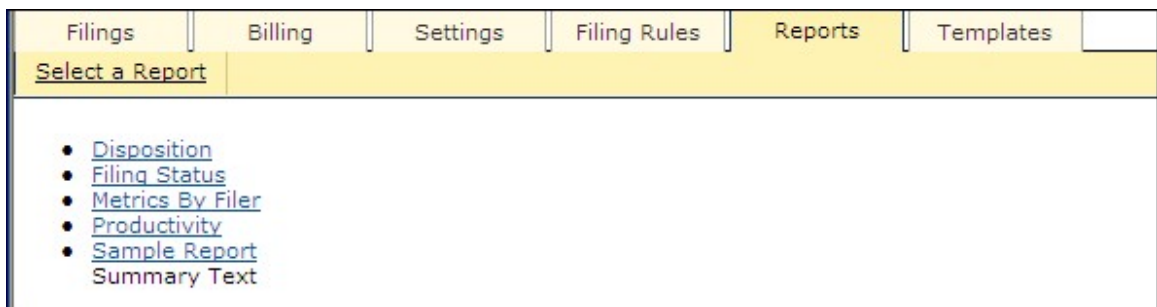 Filings Billing Settings Filing Rules Reports Templates
Select a Report
Disposition
Filing Status
Metrics By Filer
Productivity
Sample Report
Summary Text